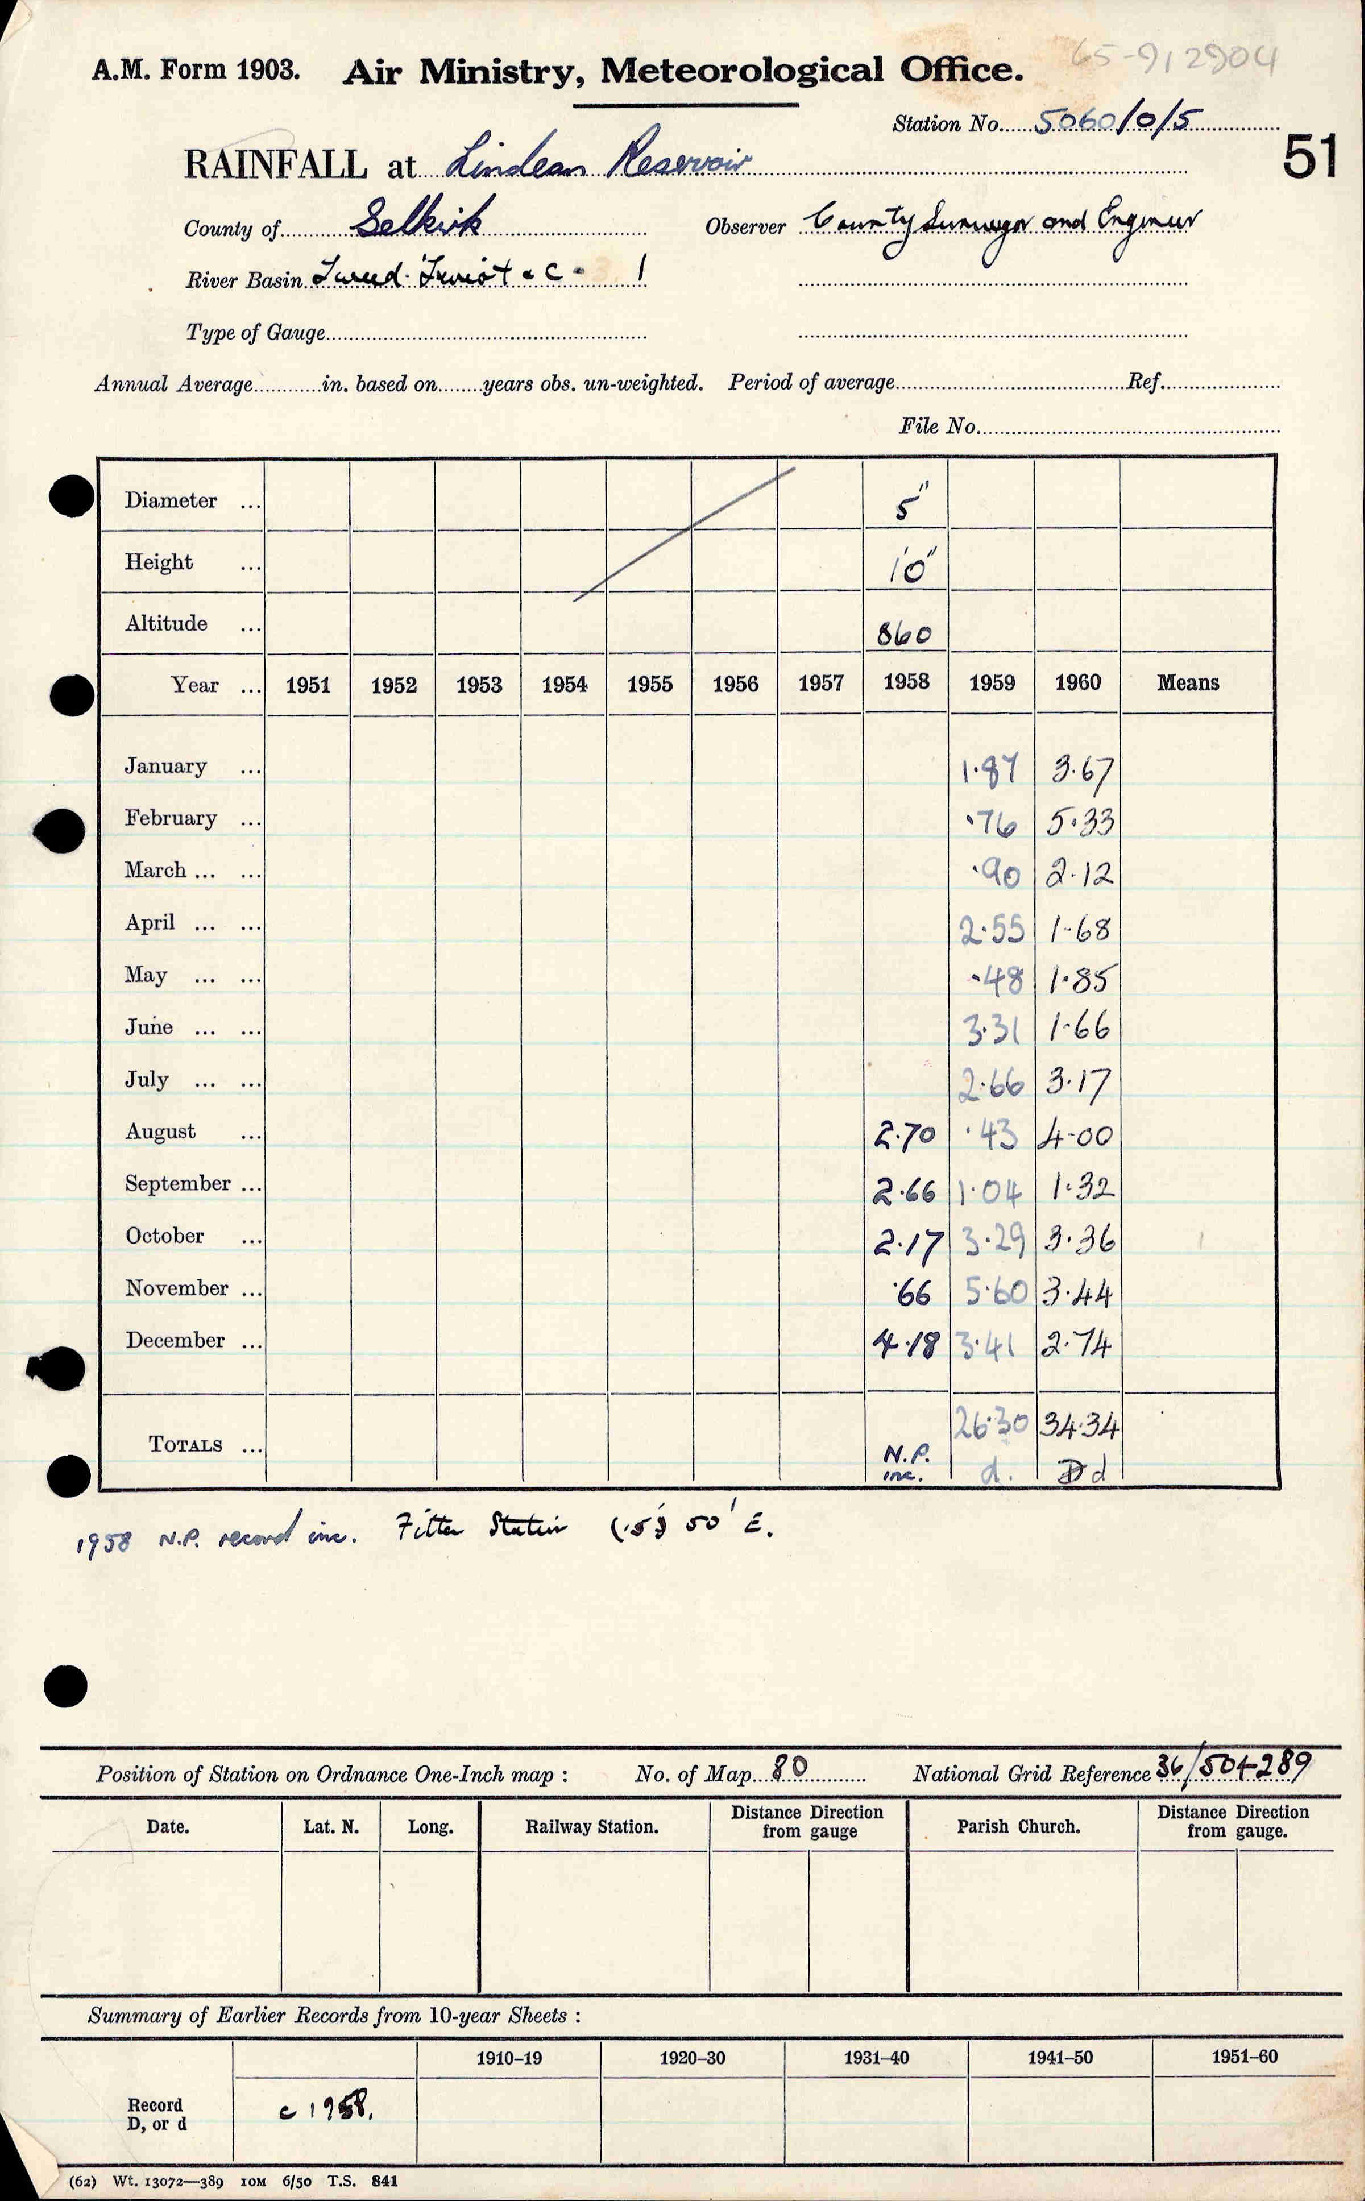 65-912904
A.M. Form 1903. Air Ministry, Meteorological Office.
Station No. 5060/0/5
51
RAINFALL at Lindean Reservoir
County of Selkirk Observer County Surveyor and Engineer
River Basin Tweed. Teviot & C - 1
Type of Gauge
Annual Average in. based on years obs. un-weighted. Period of average Ref.
File No.
Diameter ... 5"
Height ... 10"
Altitude ... 860
Year ... 1951 1952 1953 1954 1955 1956 1957 1958 1959 1960 Means
January ... 1.87 3.67
February ... .76 5.33
March ... ... .90 2.12
April ... ... 2.55 1.68
May ... ... .48 1.85
June ... ... 3.31 1.66
July ... ... 2.66 3.17
August ... 2.70 .43 4.00
September ... 2.66 1.04 1.32
October ... 2.17 3.29 3.36
November ... .66 5.60 3.44
December ... 4.18 3.41 2.74
TOTALS ... N.P. inc. 26.30 d. 34.34 D d
1958 N.P. record inc. Filter Station 50' E.
Position of Station on Ordnance One-Inch map : No. of Map 80 National Grid Reference 36/504289
Date. Lat. N. Long. Railway Station. Distance Direction from gauge Parish Church. Distance Direction from gauge.
Summary of Earlier Records from 10-year Sheets :
1910-19 1920-30 1931-40 1941-50 1951-60
Record D, or d c 1958.
(62) Wt. 13072—389 10M 6/50 T.S. 841